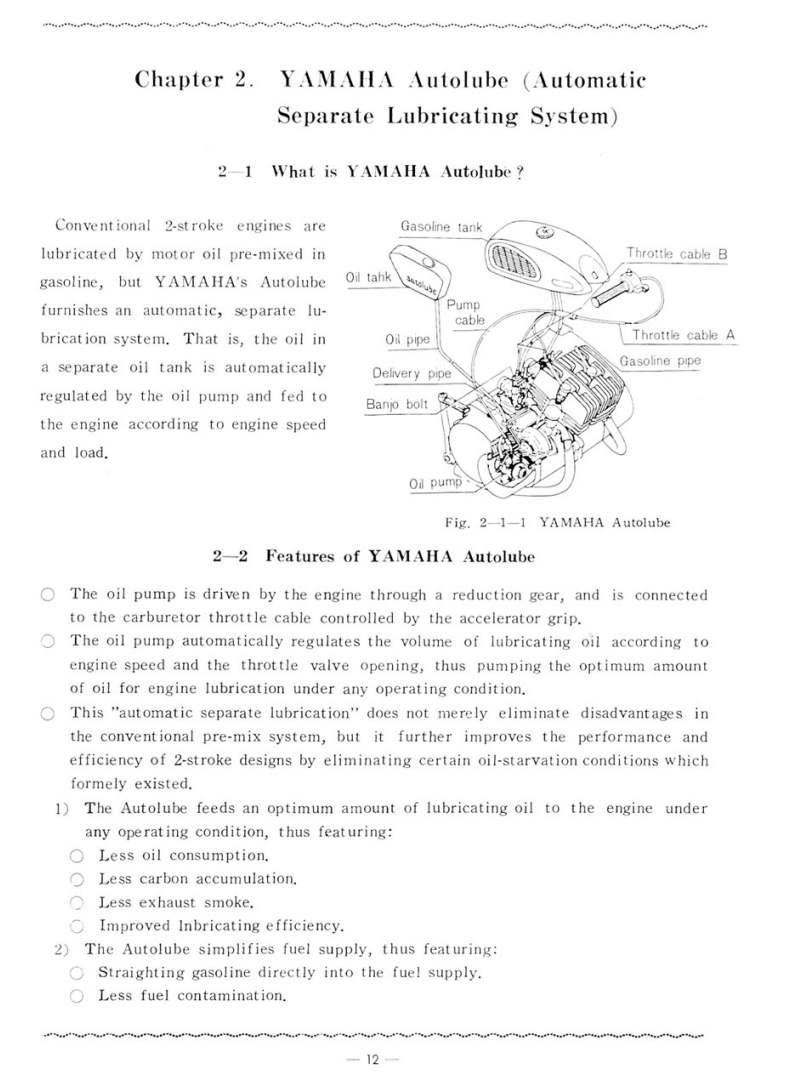 Chapter 2. YAMAHA Autolube (Automatic
Separate Lubricating System)
2—1 What is YAMAHA Autolube?
Conventional 2-stroke engines are
lubricated by motor oil pre-mixed in
gasoline, but YAMAHA's Autolube
furnishes an automatic, separate lu-
brication system. That is, the oil in
a separate oil tank is automatically
regulated by the oil pump and fed to
the engine according to engine speed
and load.
Gasoline tank
Throttle cable B
Oil tahk
autolube
Pump
cable
Throttle cable A
Oil pipe
Gasoline pipe
Delivery pipe
Banjo bolt
Oil pump
Fig. 2—1—1 YAMAHA Autolube
2—2 Features of YAMAHA Autolube
○ The oil pump is driven by the engine through a reduction gear, and is connected
to the carburetor throttle cable controlled by the accelerator grip.
○ The oil pump automatically regulates the volume of lubricating oil according to
engine speed and the throttle valve opening, thus pumping the optimum amount
of oil for engine lubrication under any operating condition.
○ This "automatic separate lubrication" does not merely eliminate disadvantages in
the conventional pre-mix system, but it further improves the performance and
efficiency of 2-stroke designs by eliminating certain oil-starvation conditions which
formely existed.
1) The Autolube feeds an optimum amount of lubricating oil to the engine under
any operating condition, thus featuring:
○ Less oil consumption.
○ Less carbon accumulation.
○ Less exhaust smoke.
○ Improved Inbricating efficiency.
2) The Autolube simplifies fuel supply, thus featuring:
○ Straighting gasoline directly into the fuel supply.
○ Less fuel contamination.
— 12 —